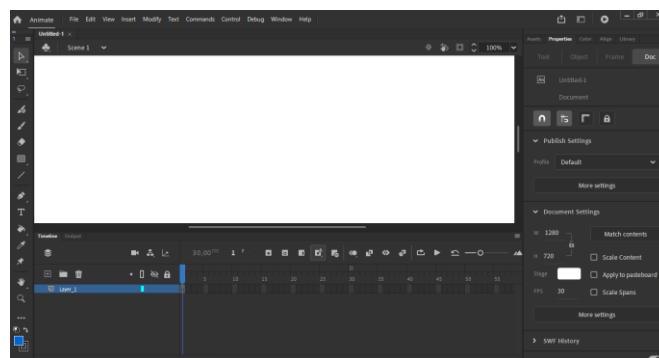 Animate File Edit View Insert Modify Text Commands Control Debug Window Help
Untitled-1 ×
Scene 1
100%
Assets Properties Color Align Library
Tool Object Frame Doc
Untitled-1
Document
Publish Settings
Profile Default
More settings
Document Settings
W 1280
Match contents
H 720
Scale Content
Stage
Apply to pasteboard
FPS 30
Scale Spans
More settings
SWF History
Timeline Output
30,00 FPS 1 F
5 10 15 20 25 30 35 40 45 50 55
Layer_1
T